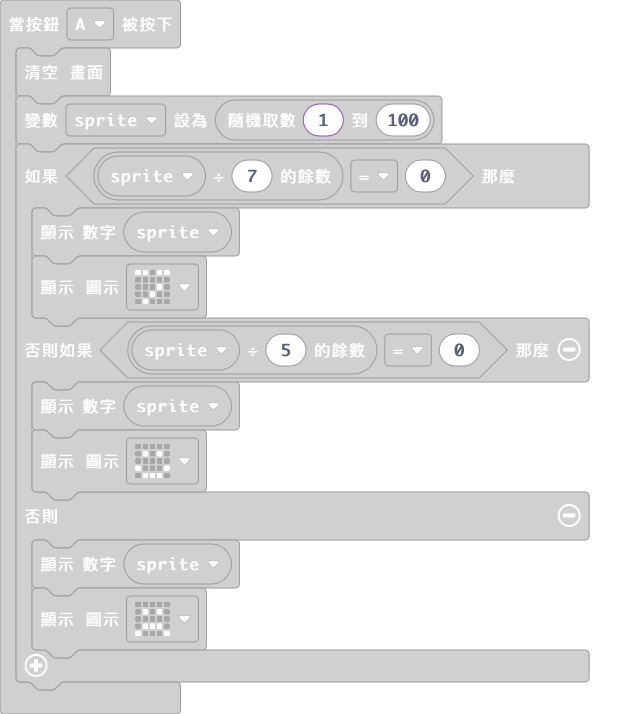 當按鈕 A 被按下
清空 畫面
變數 sprite 設為 隨機取數 1 到 100
如果 sprite ÷ 7 的餘數 = 0 那麼
顯示 數字 sprite
顯示 圖示
否則如果 sprite ÷ 5 的餘數 = 0 那麼
顯示 數字 sprite
顯示 圖示
否則
顯示 數字 sprite
顯示 圖示